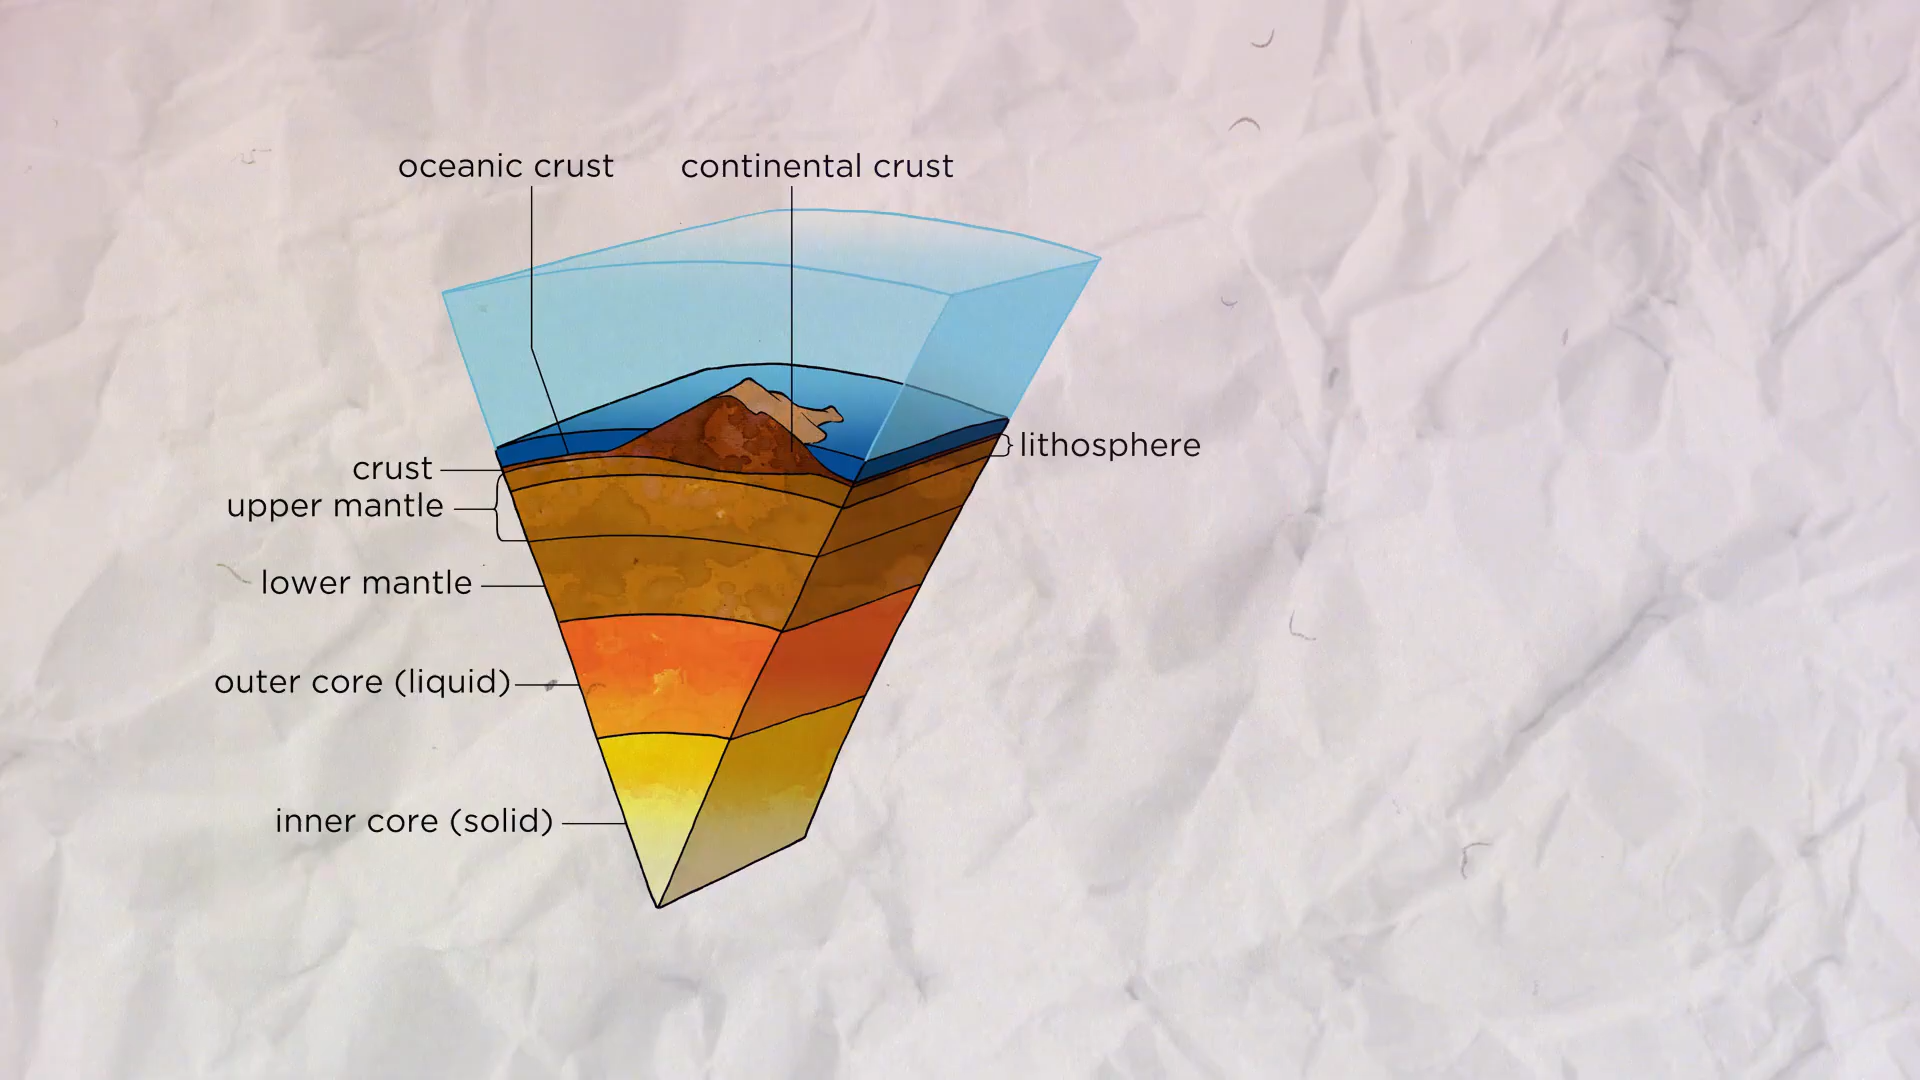 oceanic crust
continental crust
lithosphere
crust
upper mantle
lower mantle
outer core (liquid)
inner core (solid)